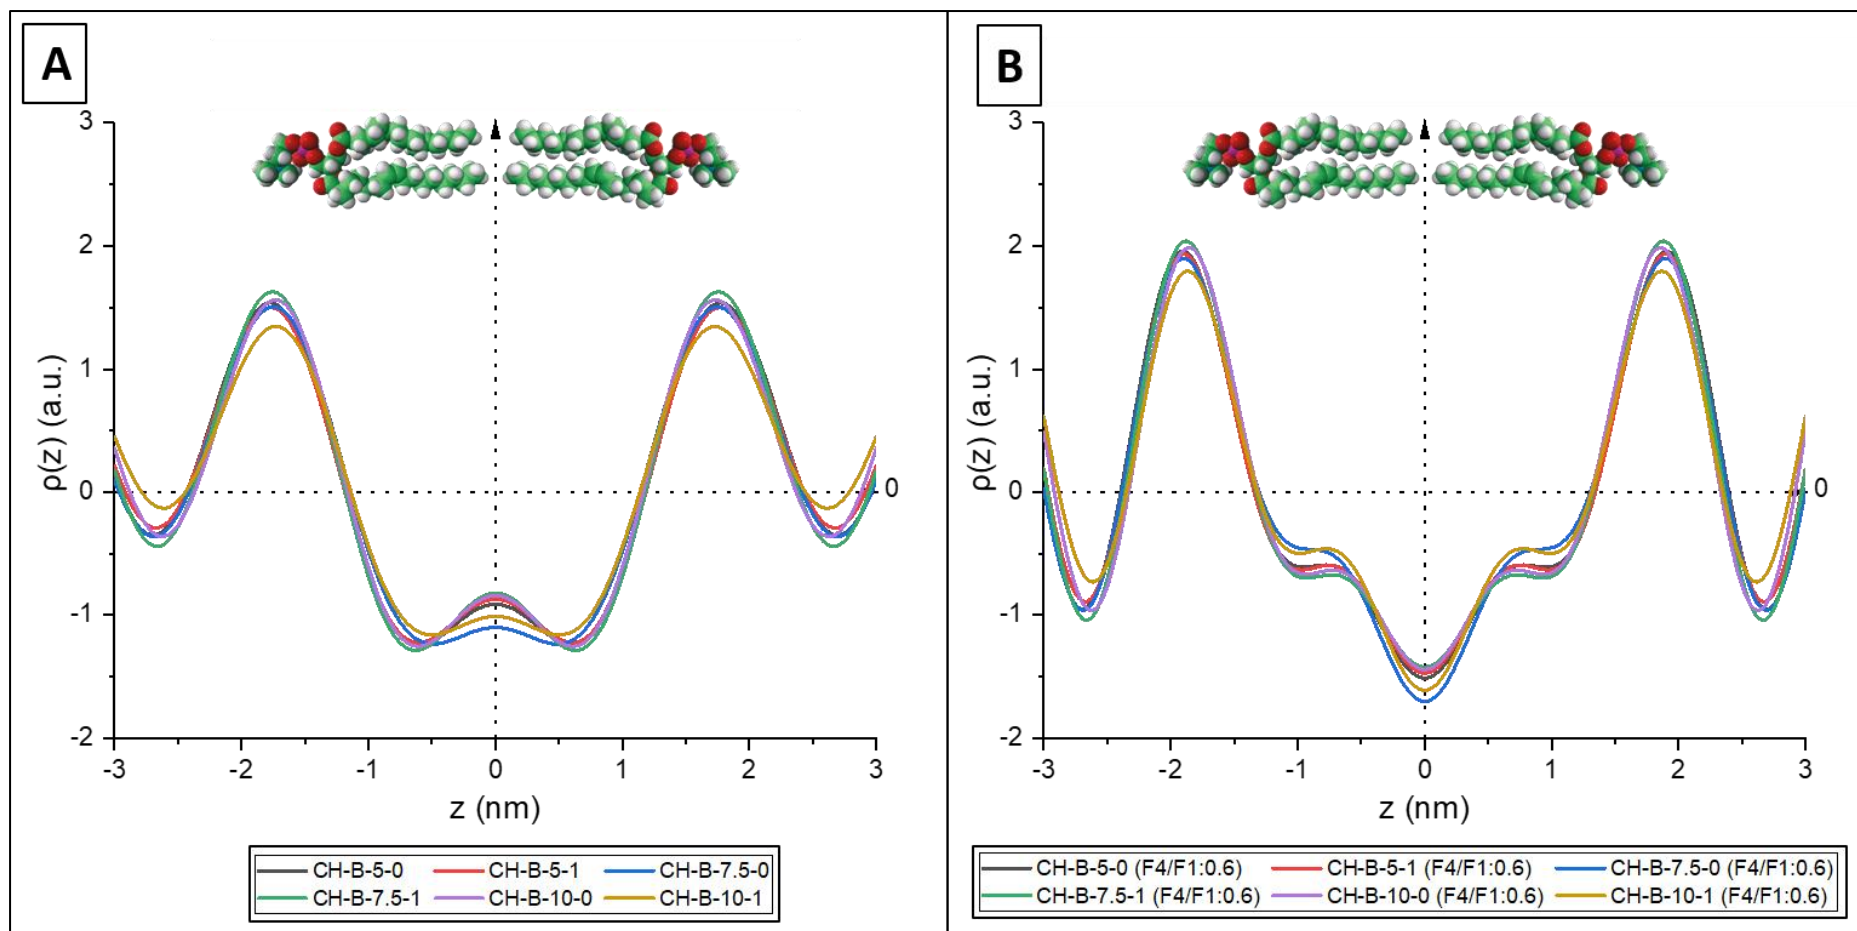 A
3
2
1
0
-1
-2
ρ(z) (a.u.)
0
-3
-2
-1
0
1
2
3
z (nm)
CH-B-5-0 CH-B-5-1 CH-B-7.5-0
CH-B-7.5-1 CH-B-10-0 CH-B-10-1
B
3
2
1
0
-1
-2
ρ(z) (a.u.)
0
-3
-2
-1
0
1
2
3
z (nm)
CH-B-5-0 (F4/F1:0.6) CH-B-5-1 (F4/F1:0.6) CH-B-7.5-0 (F4/F1:0.6)
CH-B-7.5-1 (F4/F1:0.6) CH-B-10-0 (F4/F1:0.6) CH-B-10-1 (F4/F1:0.6)